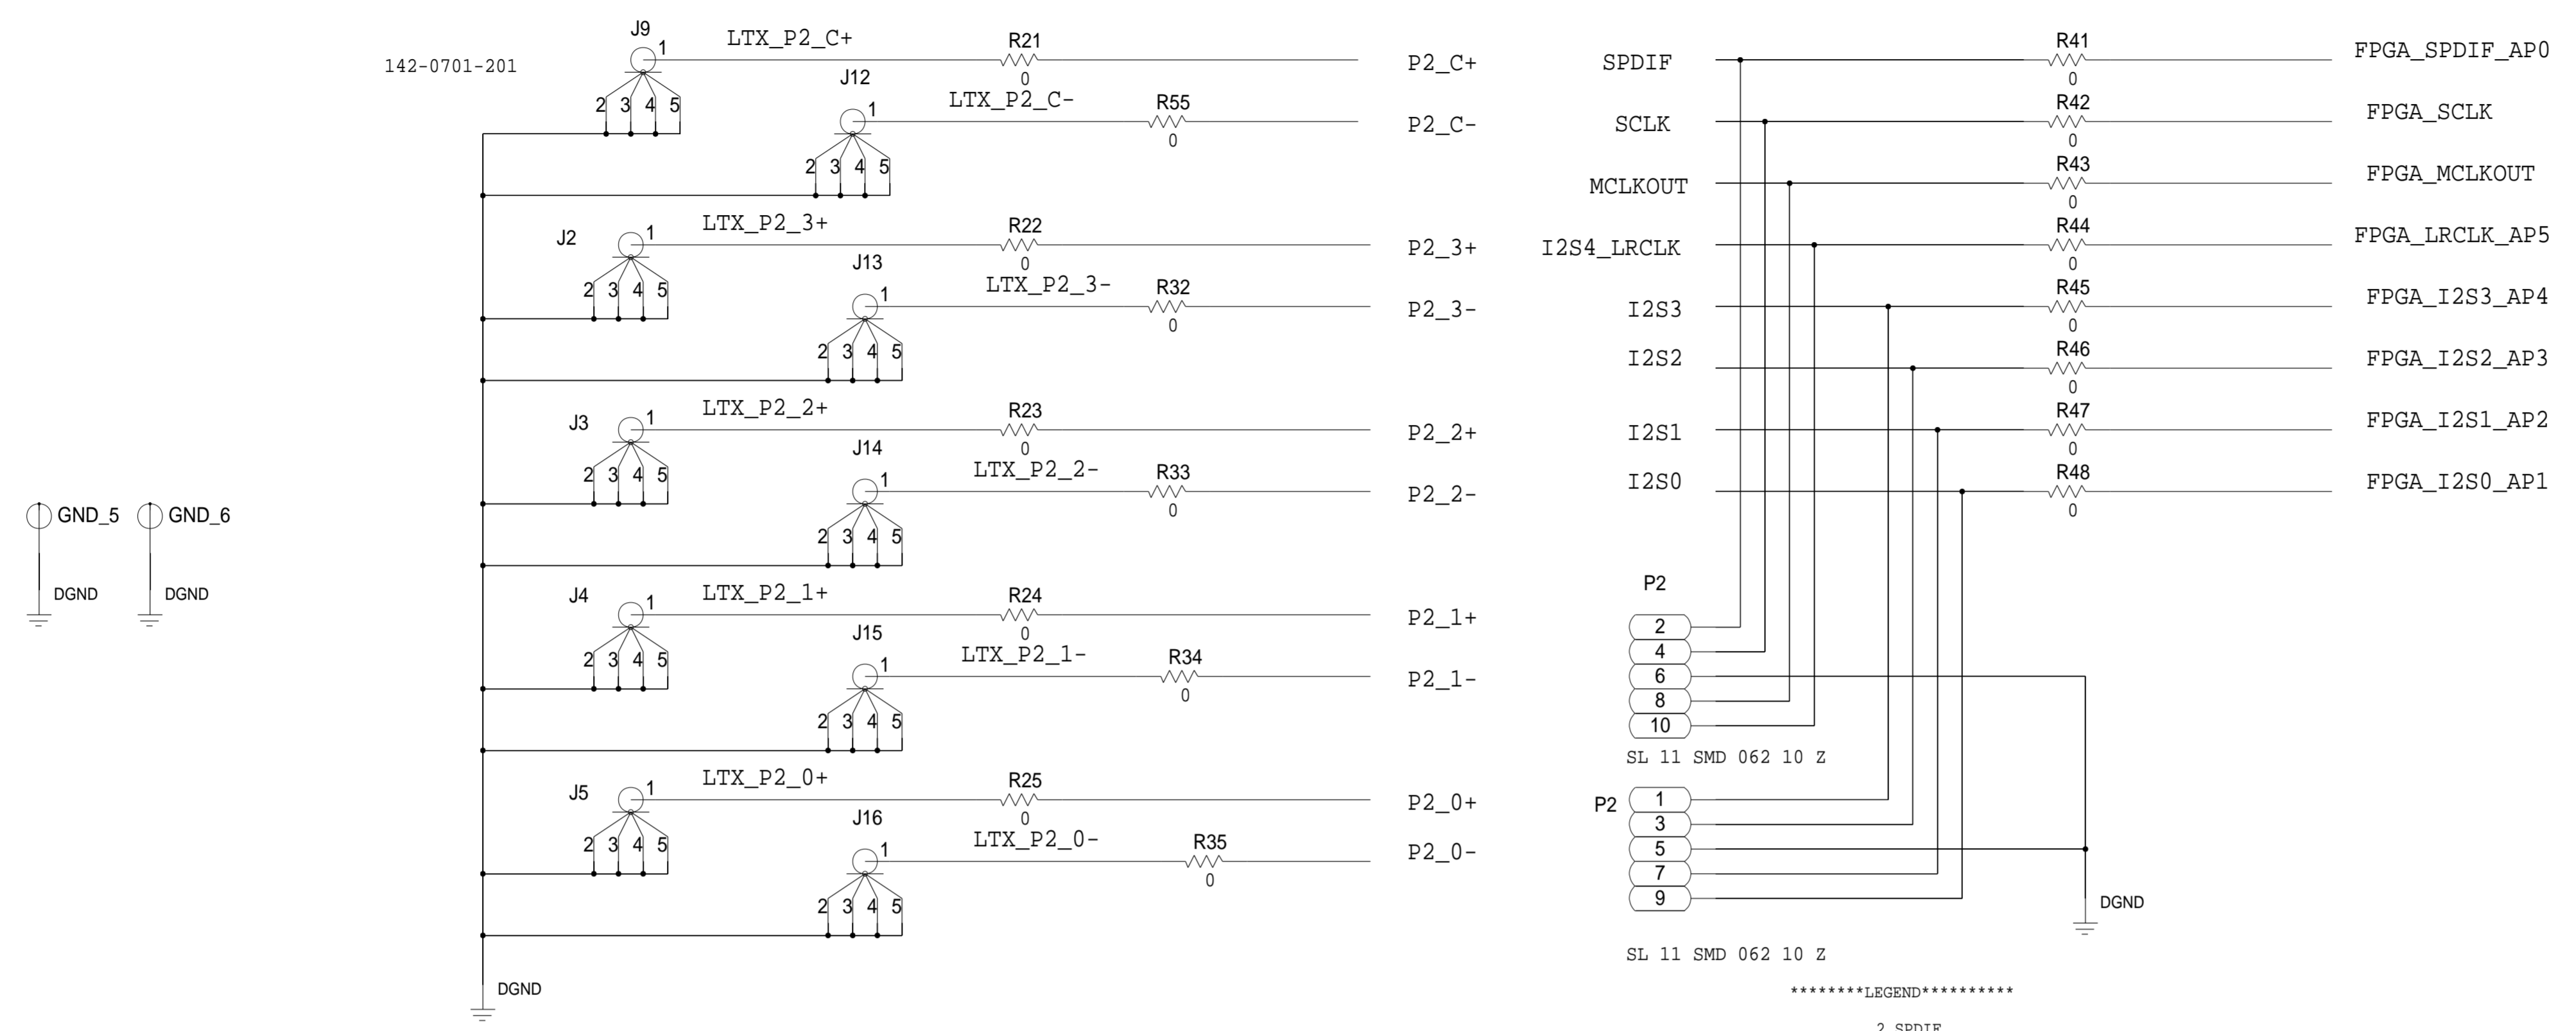 J9
1
LTX_P2_C+
R21
0
P2_C+
142-0701-201
2 3 4 5
J12
1
LTX_P2_C-
R55
0
P2_C-
2 3 4 5
J2
1
LTX_P2_3+
R22
0
P2_3+
2 3 4 5
J13
1
LTX_P2_3-
R32
0
P2_3-
2 3 4 5
J3
1
LTX_P2_2+
R23
0
P2_2+
2 3 4 5
J14
1
LTX_P2_2-
R33
0
P2_2-
2 3 4 5
GND_5
GND_6
DGND
DGND
J4
1
LTX_P2_1+
R24
0
P2_1+
2 3 4 5
J15
1
LTX_P2_1-
R34
0
P2_1-
2 3 4 5
J5
1
LTX_P2_0+
R25
0
P2_0+
2 3 4 5
J16
1
LTX_P2_0-
R35
0
P2_0-
2 3 4 5
DGND
SPDIF
R41
0
FPGA_SPDIF_AP0
SCLK
R42
0
FPGA_SCLK
MCLKOUT
R43
0
FPGA_MCLKOUT
I2S4_LRCLK
R44
0
FPGA_LRCLK_AP5
I2S3
R45
0
FPGA_I2S3_AP4
I2S2
R46
0
FPGA_I2S2_AP3
I2S1
R47
0
FPGA_I2S1_AP2
I2S0
R48
0
FPGA_I2S0_AP1
P2
2
4
6
8
10
SL 11 SMD 062 10 Z
P2
1
3
5
7
9
DGND
SL 11 SMD 062 10 Z
********LEGEND**********
2 SPDIF